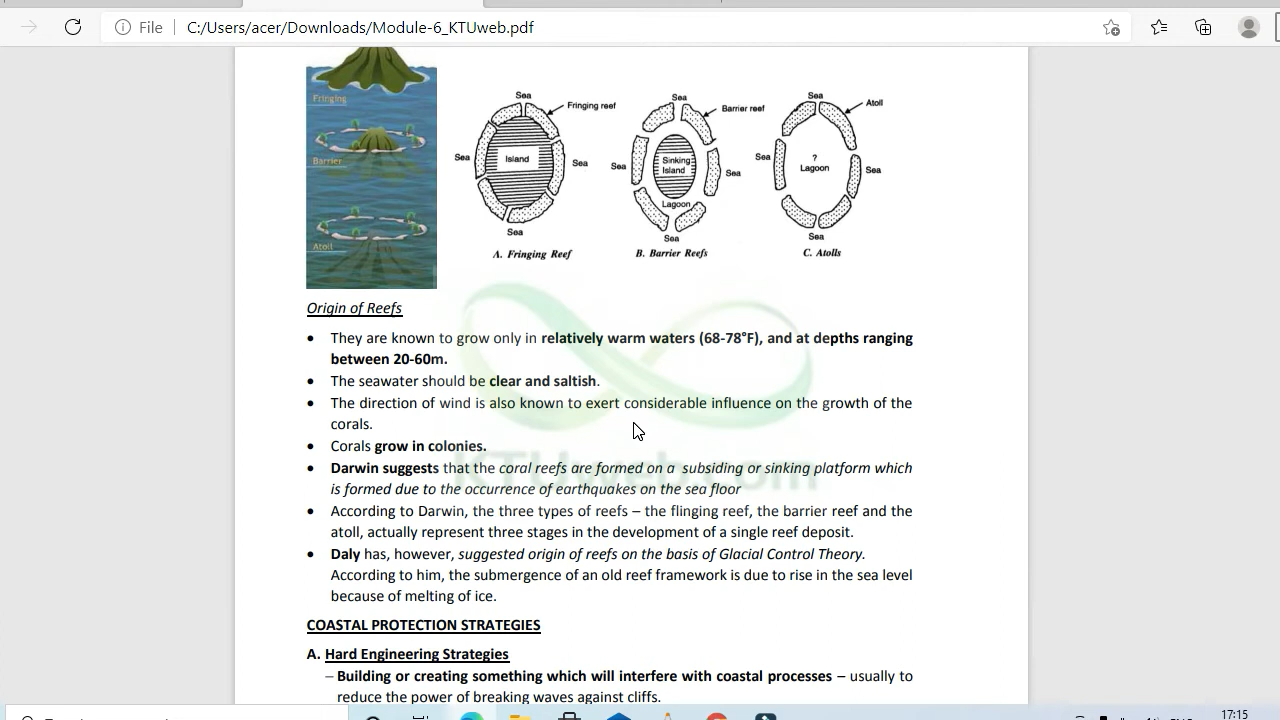 File
C:/Users/acer/Downloads/Module-6_KTUweb.pdf
Fringing
Barrier
Atoll
Sea
Fringing reef
Sea
Island
Sea
Sea
A. Fringing Reef
Sea
Barrier reef
Sea
Sinking
Island
Sea
Lagoon
Sea
B. Barrier Reefs
Sea
Atoll
Sea
?
Lagoon
Sea
Sea
C. Atolls
Origin of Reefs
• They are known to grow only in relatively warm waters (68-78°F), and at depths ranging
between 20-60m.
• The seawater should be clear and saltish.
• The direction of wind is also known to exert considerable influence on the growth of the
corals.
• Corals grow in colonies.
• Darwin suggests that the coral reefs are formed on a subsiding or sinking platform which
is formed due to the occurrence of earthquakes on the sea floor
• According to Darwin, the three types of reefs – the flinging reef, the barrier reef and the
atoll, actually represent three stages in the development of a single reef deposit.
• Daly has, however, suggested origin of reefs on the basis of Glacial Control Theory.
According to him, the submergence of an old reef framework is due to rise in the sea level
because of melting of ice.
KTUweb.com
COASTAL PROTECTION STRATEGIES
A. Hard Engineering Strategies
– Building or creating something which will interfere with coastal processes – usually to
reduce the power of breaking waves against cliffs.
17:15